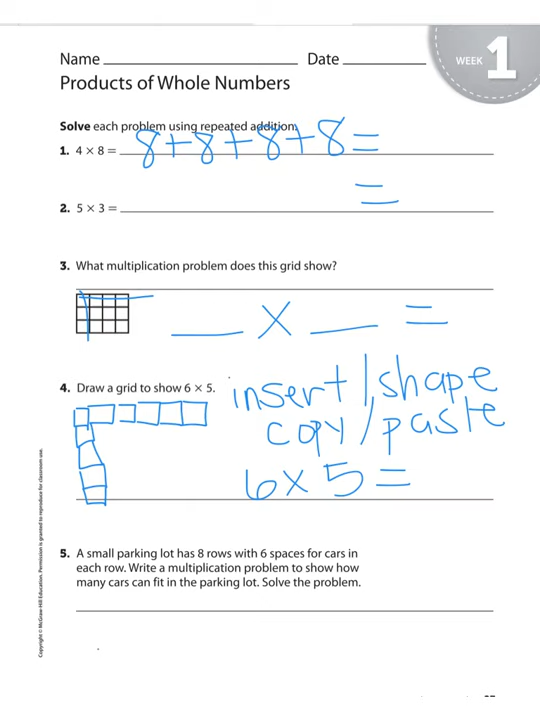 Name Date
WEEK 1
Products of Whole Numbers
Solve each problem using repeated addition.
1. 4 × 8 = 8+8+8+8=
=
2. 5 × 3 =
3. What multiplication problem does this grid show?
__ X __ =
4. Draw a grid to show 6 × 5.
insert/shape
copy/paste
6x5=
5. A small parking lot has 8 rows with 6 spaces for cars in
each row. Write a multiplication problem to show how
many cars can fit in the parking lot. Solve the problem.
Copyright © McGraw-Hill Education. Permission is granted to reproduce for classroom use.